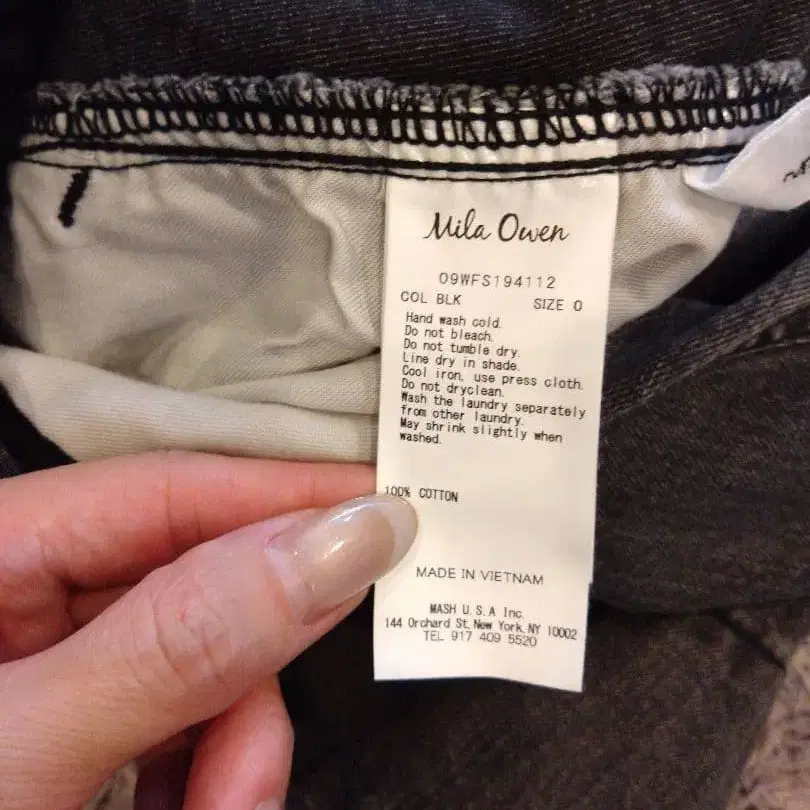 Mila Owen
09WFS194112
COL BLK SIZE 0
Hand wash cold.
Do not bleach.
Do not tumble dry.
Line dry in shade.
Cool iron, use press cloth.
Do not dryclean.
Wash the laundry separately
from other laundry.
May shrink slightly when
washed.
100% COTTON
MADE IN VIETNAM
MASH U.S.A Inc.
144 Orchard St. New York. NY 10002
TEL 917 409 5520